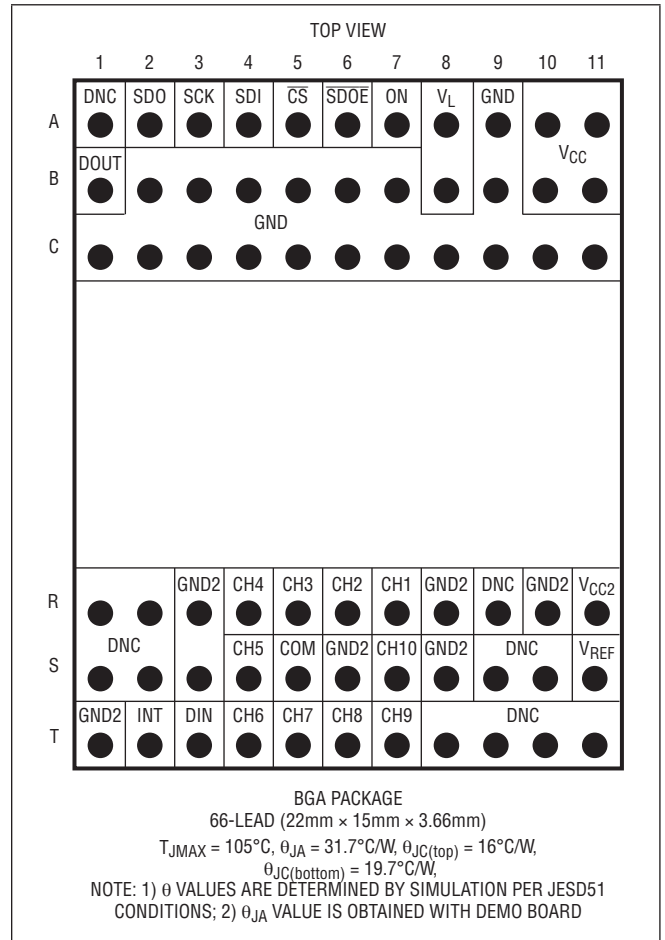 TOP VIEW
1 2 3 4 5 6 7 8 9 10 11
A
DNC SDO SCK SDI C̅S̅ S̅D̅O̅E̅ ON VL GND
VCC
B
DOUT
GND
C
R
GND2 CH4 CH3 CH2 CH1 GND2 DNC GND2 VCC2
DNC
S
CH5 COM GND2 CH10 GND2 DNC VREF
T
GND2 INT DIN CH6 CH7 CH8 CH9 DNC
BGA PACKAGE
66-LEAD (22mm × 15mm × 3.66mm)
TJMAX = 105°C, θJA = 31.7°C/W, θJC(top) = 16°C/W,
θJC(bottom) = 19.7°C/W,
NOTE: 1) θ VALUES ARE DETERMINED BY SIMULATION PER JESD51
CONDITIONS; 2) θJA VALUE IS OBTAINED WITH DEMO BOARD